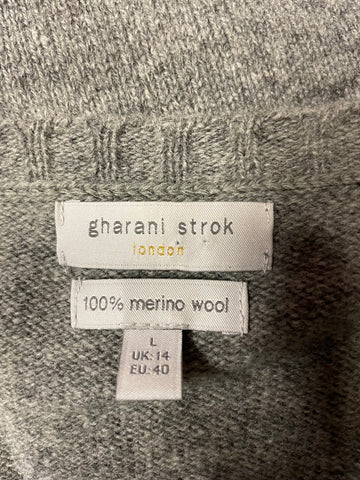 gharani strok
london
100% merino wool
L
UK:14
EU:40